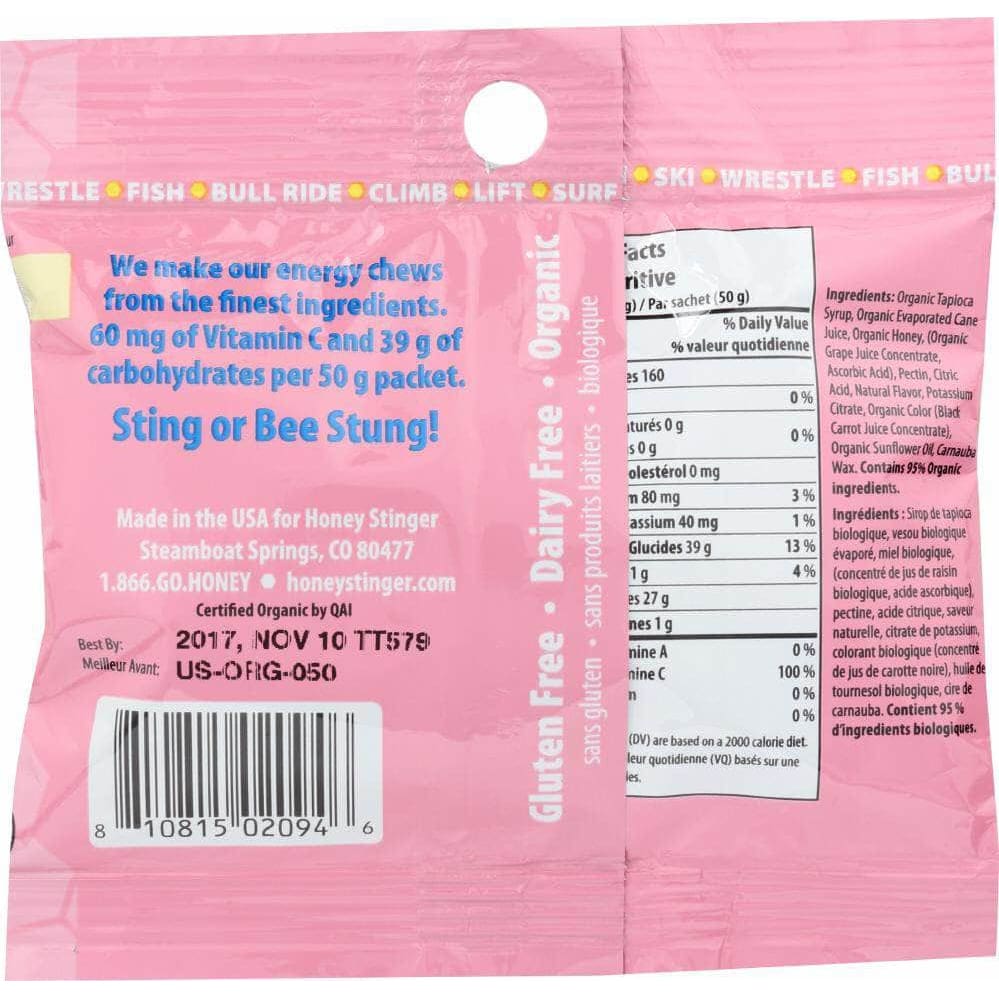 RESTLE FISH BULL RIDE CLIMB LIFT SURF
SKI WRESTLE FISH BUL
We make our energy chews
from the finest ingredients.
60 mg of Vitamin C and 39 g of
carbohydrates per 50 g packet.
Sting or Bee Stung!
Made in the USA for Honey Stinger
Steamboat Springs, CO 80477
1.866.GO.HONEY • honeystinger.com
Certified Organic by QAI
Best By: 2017, NOV 10 TT579
Meilleur Avant: US-ORG-050
8 10815 02094 6
Gluten Free • Dairy Free • Organic
sans gluten • sans produits laitiers • biologique
Facts
ritive
g) / Par sachet (50 g)
% Daily Value
% valeur quotidienne
es 160
0 %
turés 0 g
s 0 g
0 %
olestérol 0 mg
m 80 mg 3 %
assium 40 mg 1 %
Glucides 39 g 13 %
1 g 4 %
es 27 g
nes 1 g
mine A 0 %
mine C 100 %
n 0 %
0 %
(DV) are based on a 2000 calorie diet.
leur quotidienne (VQ) basés sur une
ies.
Ingredients: Organic Tapioca
Syrup, Organic Evaporated Cane
Juice, Organic Honey, (Organic
Grape Juice Concentrate,
Ascorbic Acid), Pectin, Citric
Acid, Natural Flavor, Potassium
Citrate, Organic Color (Black
Carrot Juice Concentrate),
Organic Sunflower Oil, Carnauba
Wax. Contains 95% Organic
ingredients.
Ingrédients : Sirop de tapioca
biologique, vesou biologique
évaporé, miel biologique,
(concentré de jus de raisin
biologique, acide ascorbique),
pectine, acide citrique, saveur
naturelle, citrate de potassium,
colorant biologique (concentré
de jus de carotte noire), huile de
tournesol biologique, cire de
carnauba. Contient 95 %
d'ingredients biologiques.